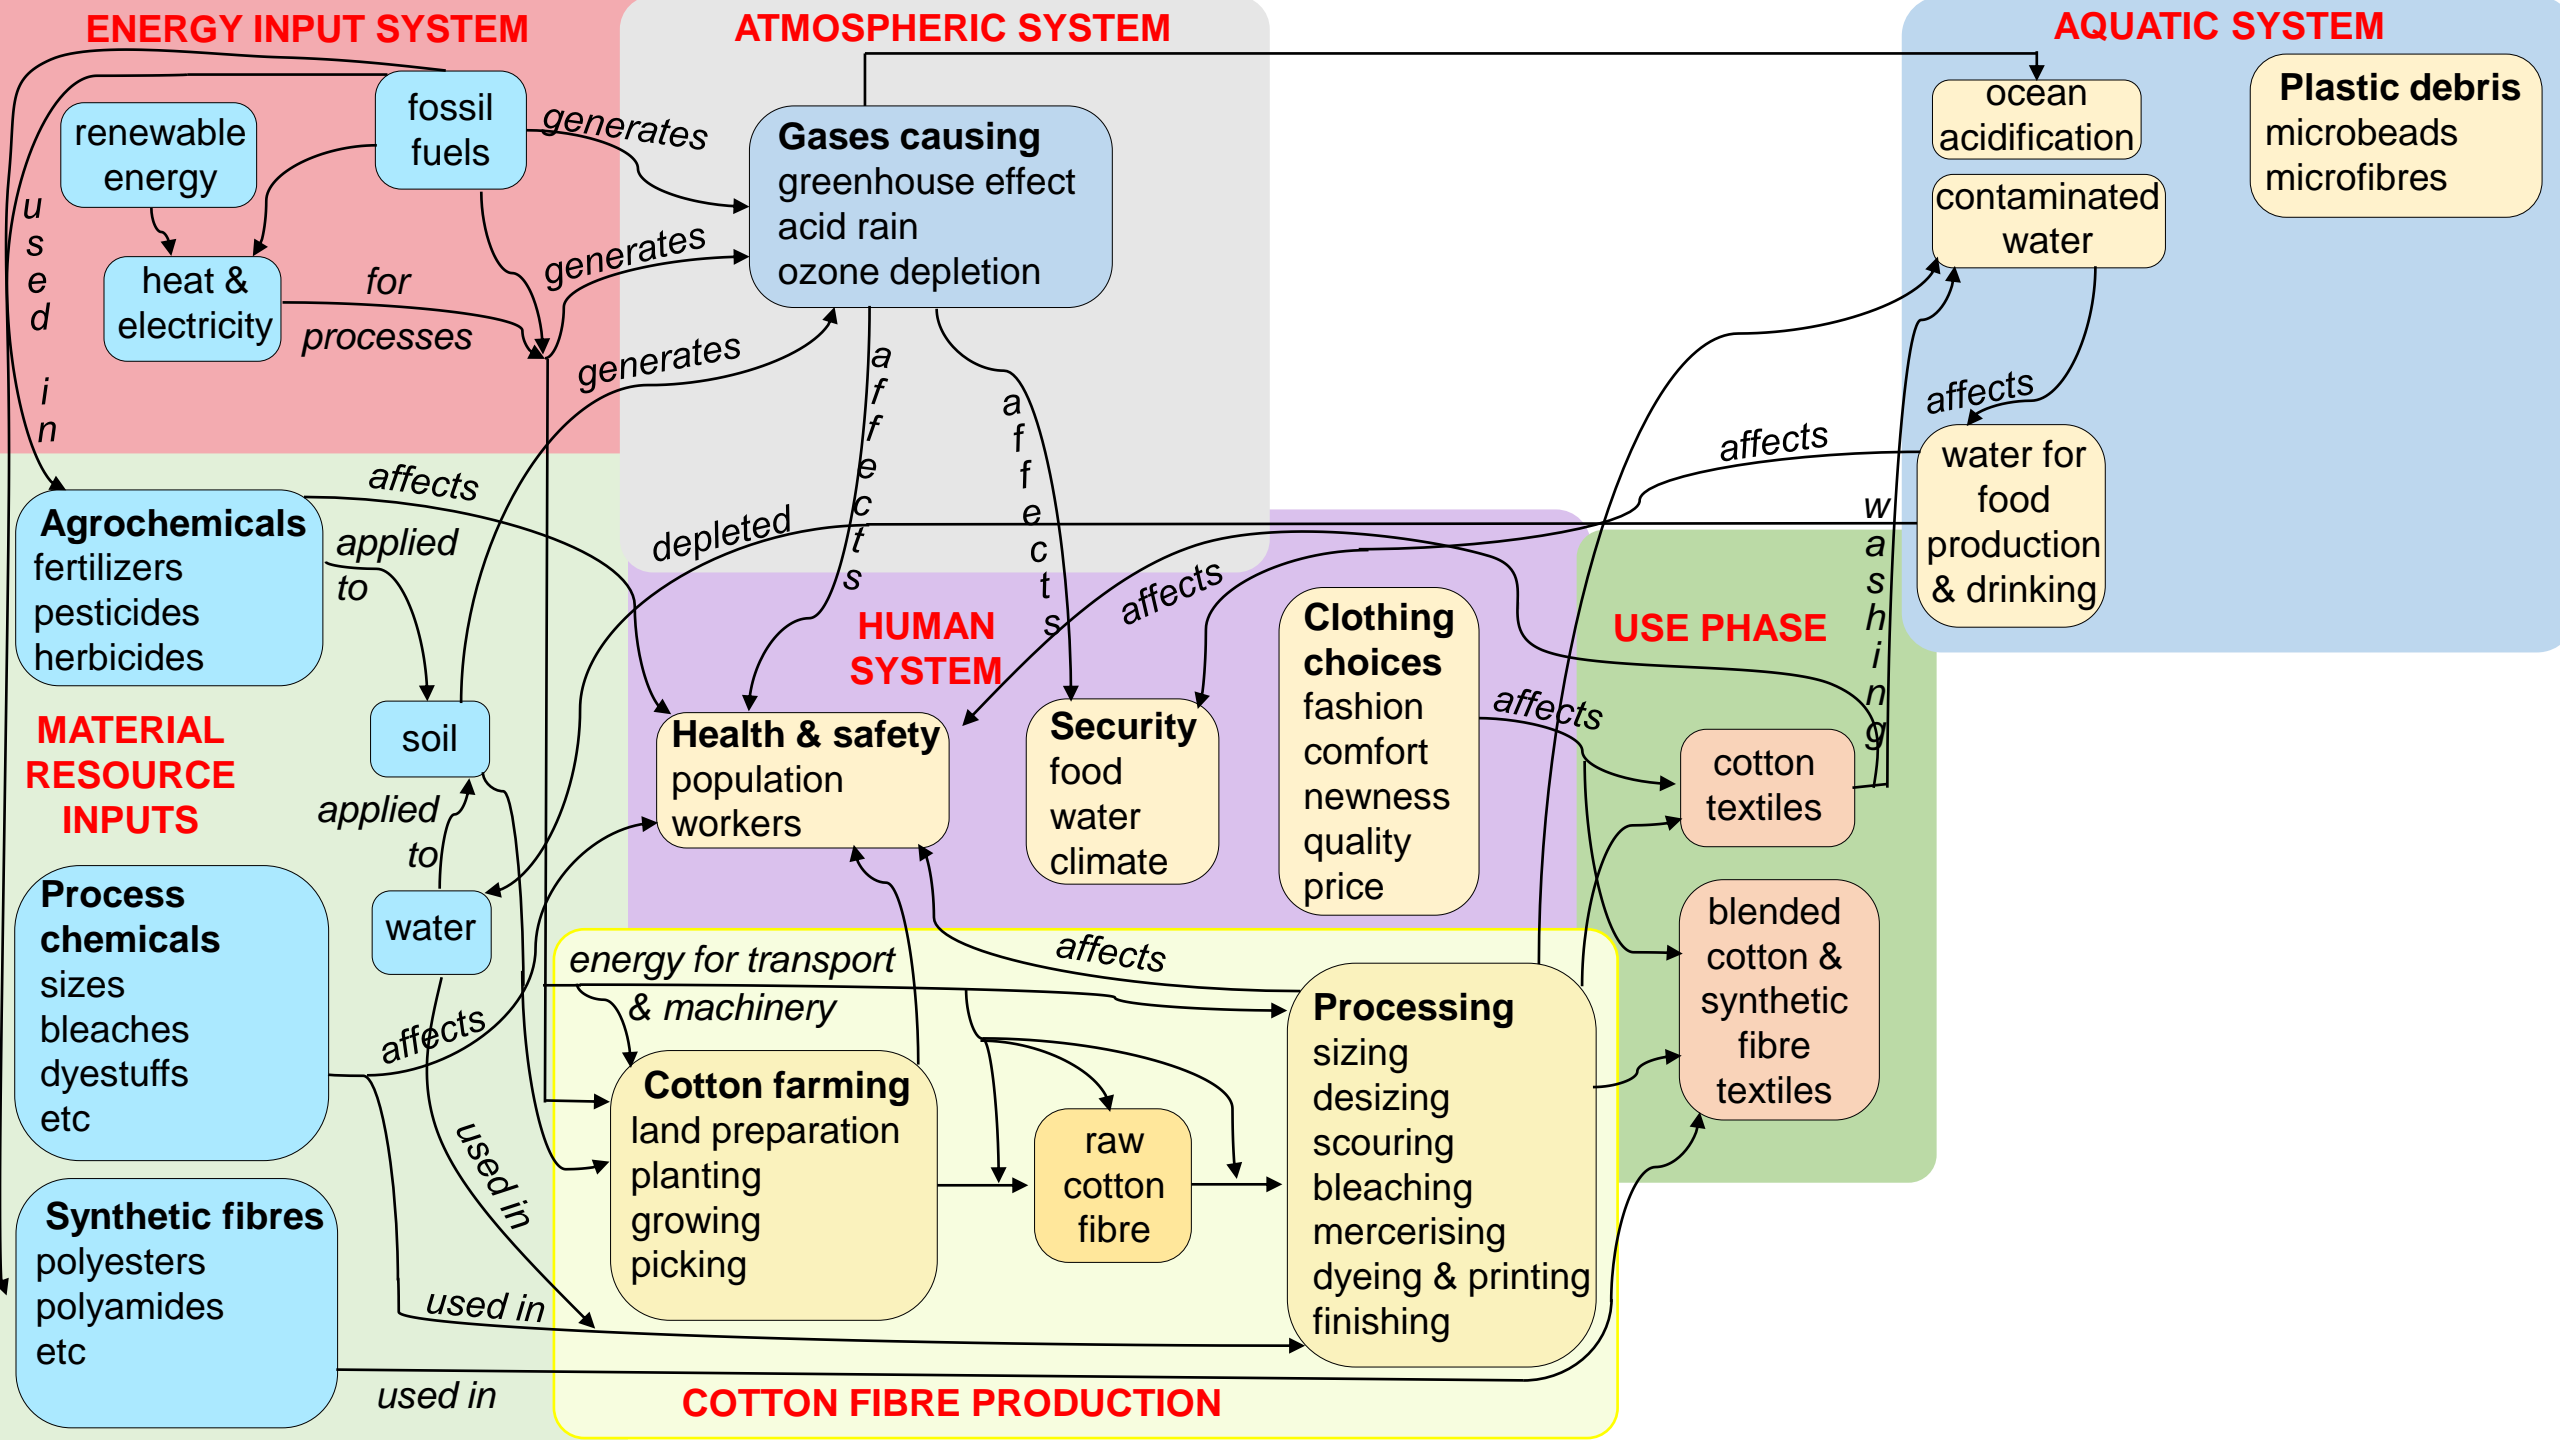 ENERGY INPUT SYSTEM
ATMOSPHERIC SYSTEM
AQUATIC SYSTEM
fossil
fuels
renewable
energy
heat &
electricity
for
processes
used in
generates
generates
generates
Gases causing
greenhouse effect
acid rain
ozone depletion
affects
affects
ocean
acidification
contaminated
water
Plastic debris
microbeads
microfibres
affects
water for
food
production
& drinking
affects
depleted
washing
Agrochemicals
fertilizers
pesticides
herbicides
affects
applied
to
soil
MATERIAL
RESOURCE
INPUTS
applied
to
water
Process
chemicals
sizes
bleaches
dyestuffs
etc
affects
used in
Synthetic fibres
polyesters
polyamides
etc
used in
used in
HUMAN
SYSTEM
Health & safety
population
workers
affects
Security
food
water
climate
Clothing
choices
fashion
comfort
newness
quality
price
affects
USE PHASE
cotton
textiles
blended
cotton &
synthetic
fibre
textiles
energy for transport
& machinery
affects
Cotton farming
land preparation
planting
growing
picking
raw
cotton
fibre
Processing
sizing
desizing
scouring
bleaching
mercerising
dyeing & printing
finishing
COTTON FIBRE PRODUCTION